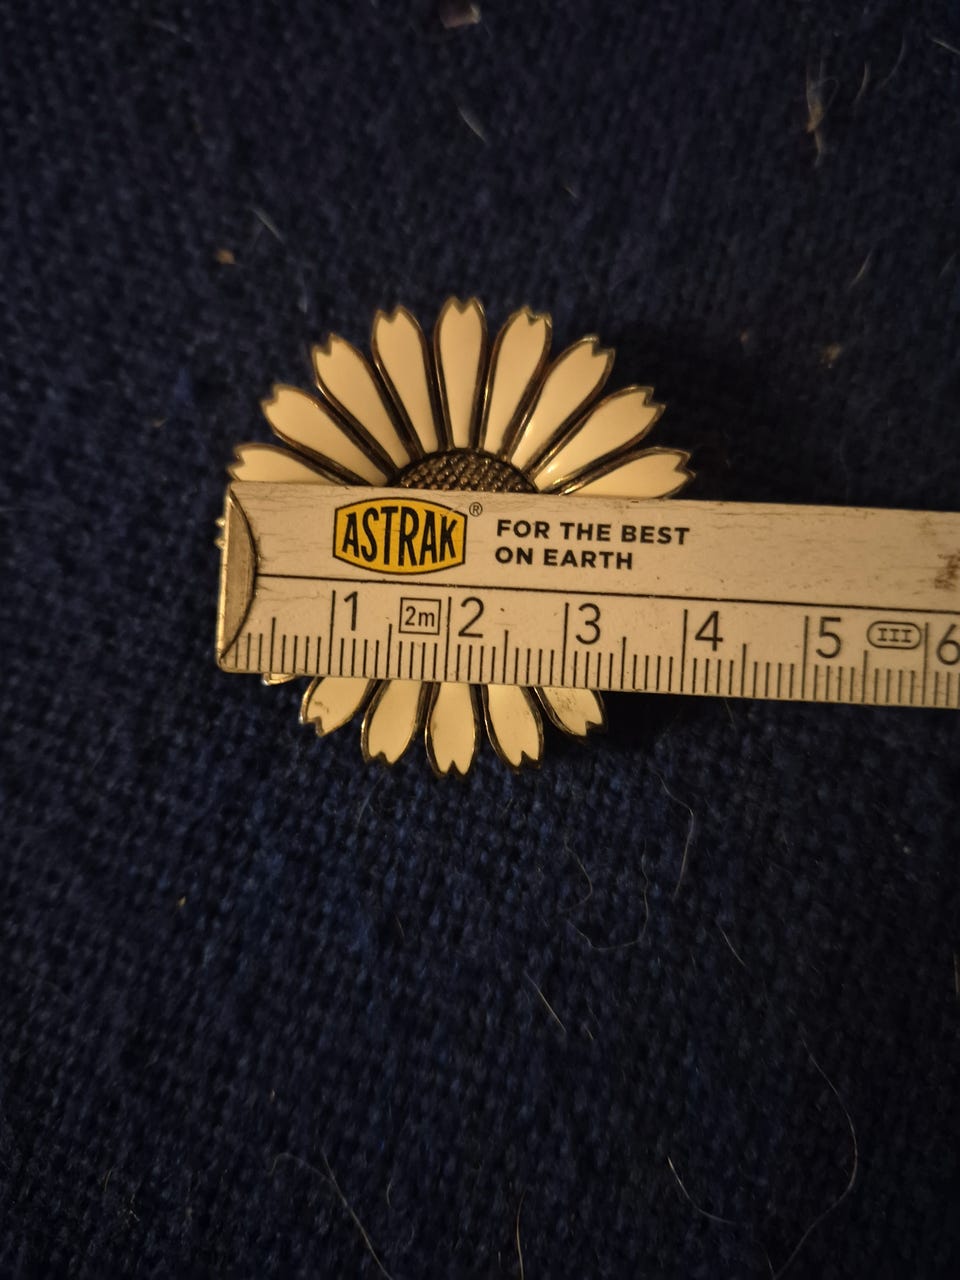 ASTRAK®
FOR THE BEST
ON EARTH
1 2m 2 3 4 5 III 6